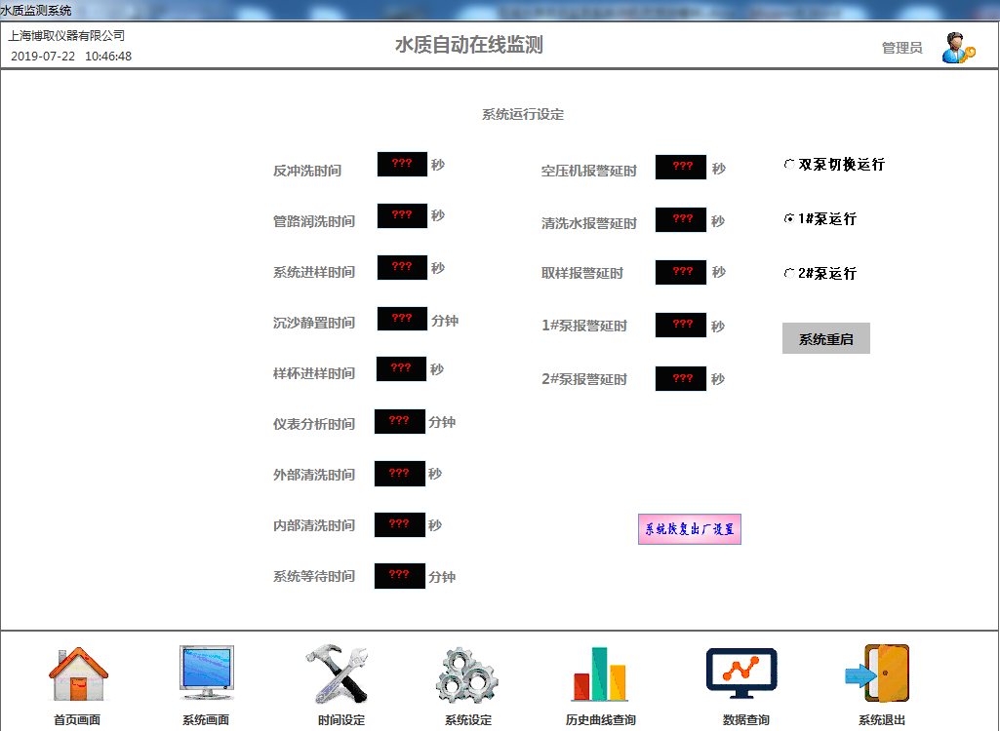 水质监测系统
上海博取仪器有限公司
水质自动在线监测
管理员
2019-07-22 10:46:48
系统运行设定
反冲洗时间 ??? 秒
空压机报警延时 ??? 秒
双泵切换运行
管路润洗时间 ??? 秒
清洗水报警延时 ??? 秒
1#泵运行
系统进样时间 ??? 秒
取样报警延时 ??? 秒
2#泵运行
沉沙静置时间 ??? 分钟
1#泵报警延时 ??? 秒
系统重启
样杯进样时间 ??? 秒
2#泵报警延时 ??? 秒
仪表分析时间 ??? 分钟
外部清洗时间 ??? 秒
内部清洗时间 ??? 秒
系统恢复出厂设置
系统等待时间 ??? 分钟
首页画面
系统画面
时间设定
系统设定
历史曲线查询
数据查询
系统退出